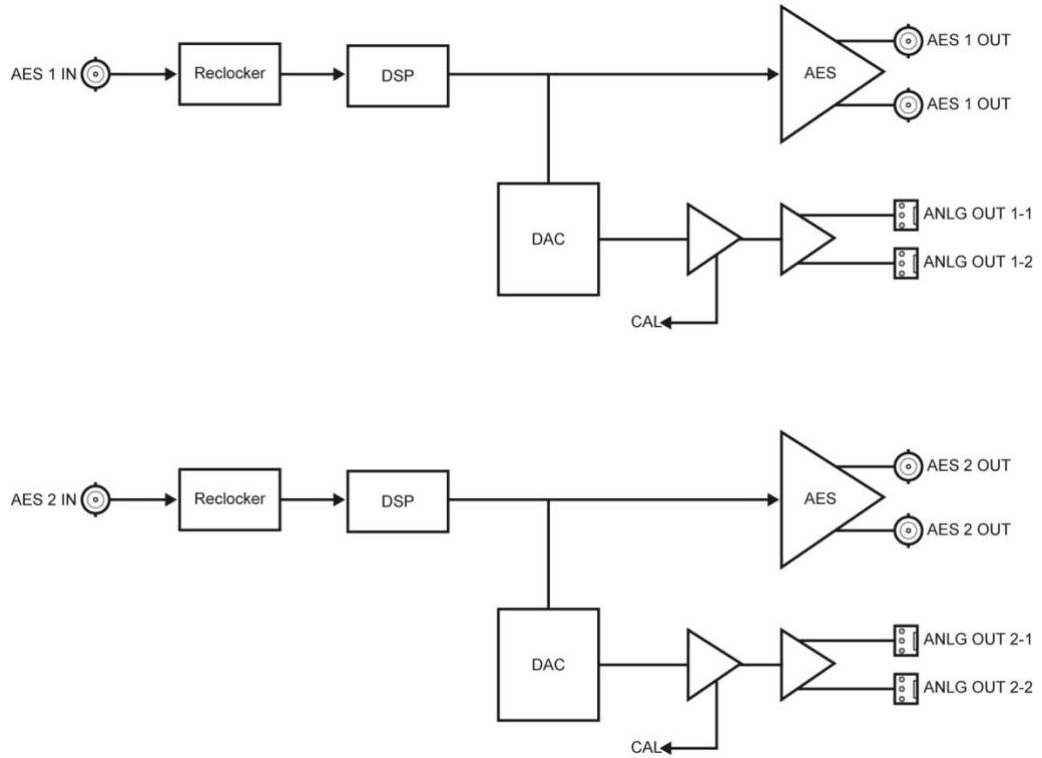 AES 1 IN
Reclocker
DSP
AES
AES 1 OUT
AES 1 OUT
DAC
ANLG OUT 1-1
ANLG OUT 1-2
CAL
AES 2 IN
Reclocker
DSP
AES
AES 2 OUT
AES 2 OUT
DAC
ANLG OUT 2-1
ANLG OUT 2-2
CAL